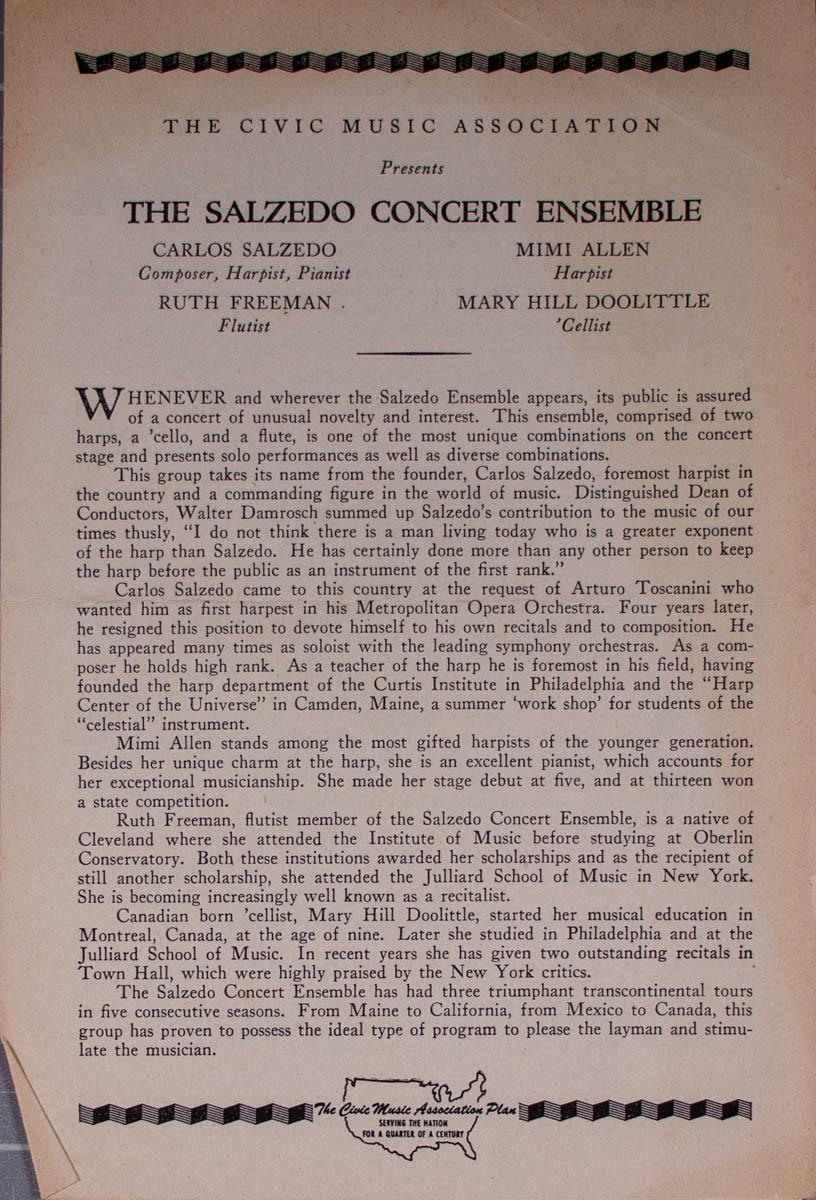 THE CIVIC MUSIC ASSOCIATION
Presents
THE SALZEDO CONCERT ENSEMBLE
CARLOS SALZEDO
Composer, Harpist, Pianist
MIMI ALLEN
Harpist
RUTH FREEMAN
Flutist
MARY HILL DOOLITTLE
'Cellist
WHENEVER and wherever the Salzedo Ensemble appears, its public is assured
of a concert of unusual novelty and interest. This ensemble, comprised of two
harps, a 'cello, and a flute, is one of the most unique combinations on the concert
stage and presents solo performances as well as diverse combinations.
This group takes its name from the founder, Carlos Salzedo, foremost harpist in
the country and a commanding figure in the world of music. Distinguished Dean of
Conductors, Walter Damrosch summed up Salzedo's contribution to the music of our
times thusly, "I do not think there is a man living today who is a greater exponent
of the harp than Salzedo. He has certainly done more than any other person to keep
the harp before the public as an instrument of the first rank."
Carlos Salzedo came to this country at the request of Arturo Toscanini who
wanted him as first harpest in his Metropolitan Opera Orchestra. Four years later,
he resigned this position to devote himself to his own recitals and to composition. He
has appeared many times as soloist with the leading symphony orchestras. As a com-
poser he holds high rank. As a teacher of the harp he is foremost in his field, having
founded the harp department of the Curtis Institute in Philadelphia and the "Harp
Center of the Universe" in Camden, Maine, a summer 'work shop' for students of the
"celestial" instrument.
Mimi Allen stands among the most gifted harpists of the younger generation.
Besides her unique charm at the harp, she is an excellent pianist, which accounts for
her exceptional musicianship. She made her stage debut at five, and at thirteen won
a state competition.
Ruth Freeman, flutist member of the Salzedo Concert Ensemble, is a native of
Cleveland where she attended the Institute of Music before studying at Oberlin
Conservatory. Both these institutions awarded her scholarships and as the recipient of
still another scholarship, she attended the Julliard School of Music in New York.
She is becoming increasingly well known as a recitalist.
Canadian born 'cellist, Mary Hill Doolittle, started her musical education in
Montreal, Canada, at the age of nine. Later she studied in Philadelphia and at the
Julliard School of Music. In recent years she has given two outstanding recitals in
Town Hall, which were highly praised by the New York critics.
The Salzedo Concert Ensemble has had three triumphant transcontinental tours
in five consecutive seasons. From Maine to California, from Mexico to Canada, this
group has proven to possess the ideal type of program to please the layman and stimu-
late the musician.
The Civic Music Association Plan
SERVING THE NATION
FOR A QUARTER OF A CENTURY